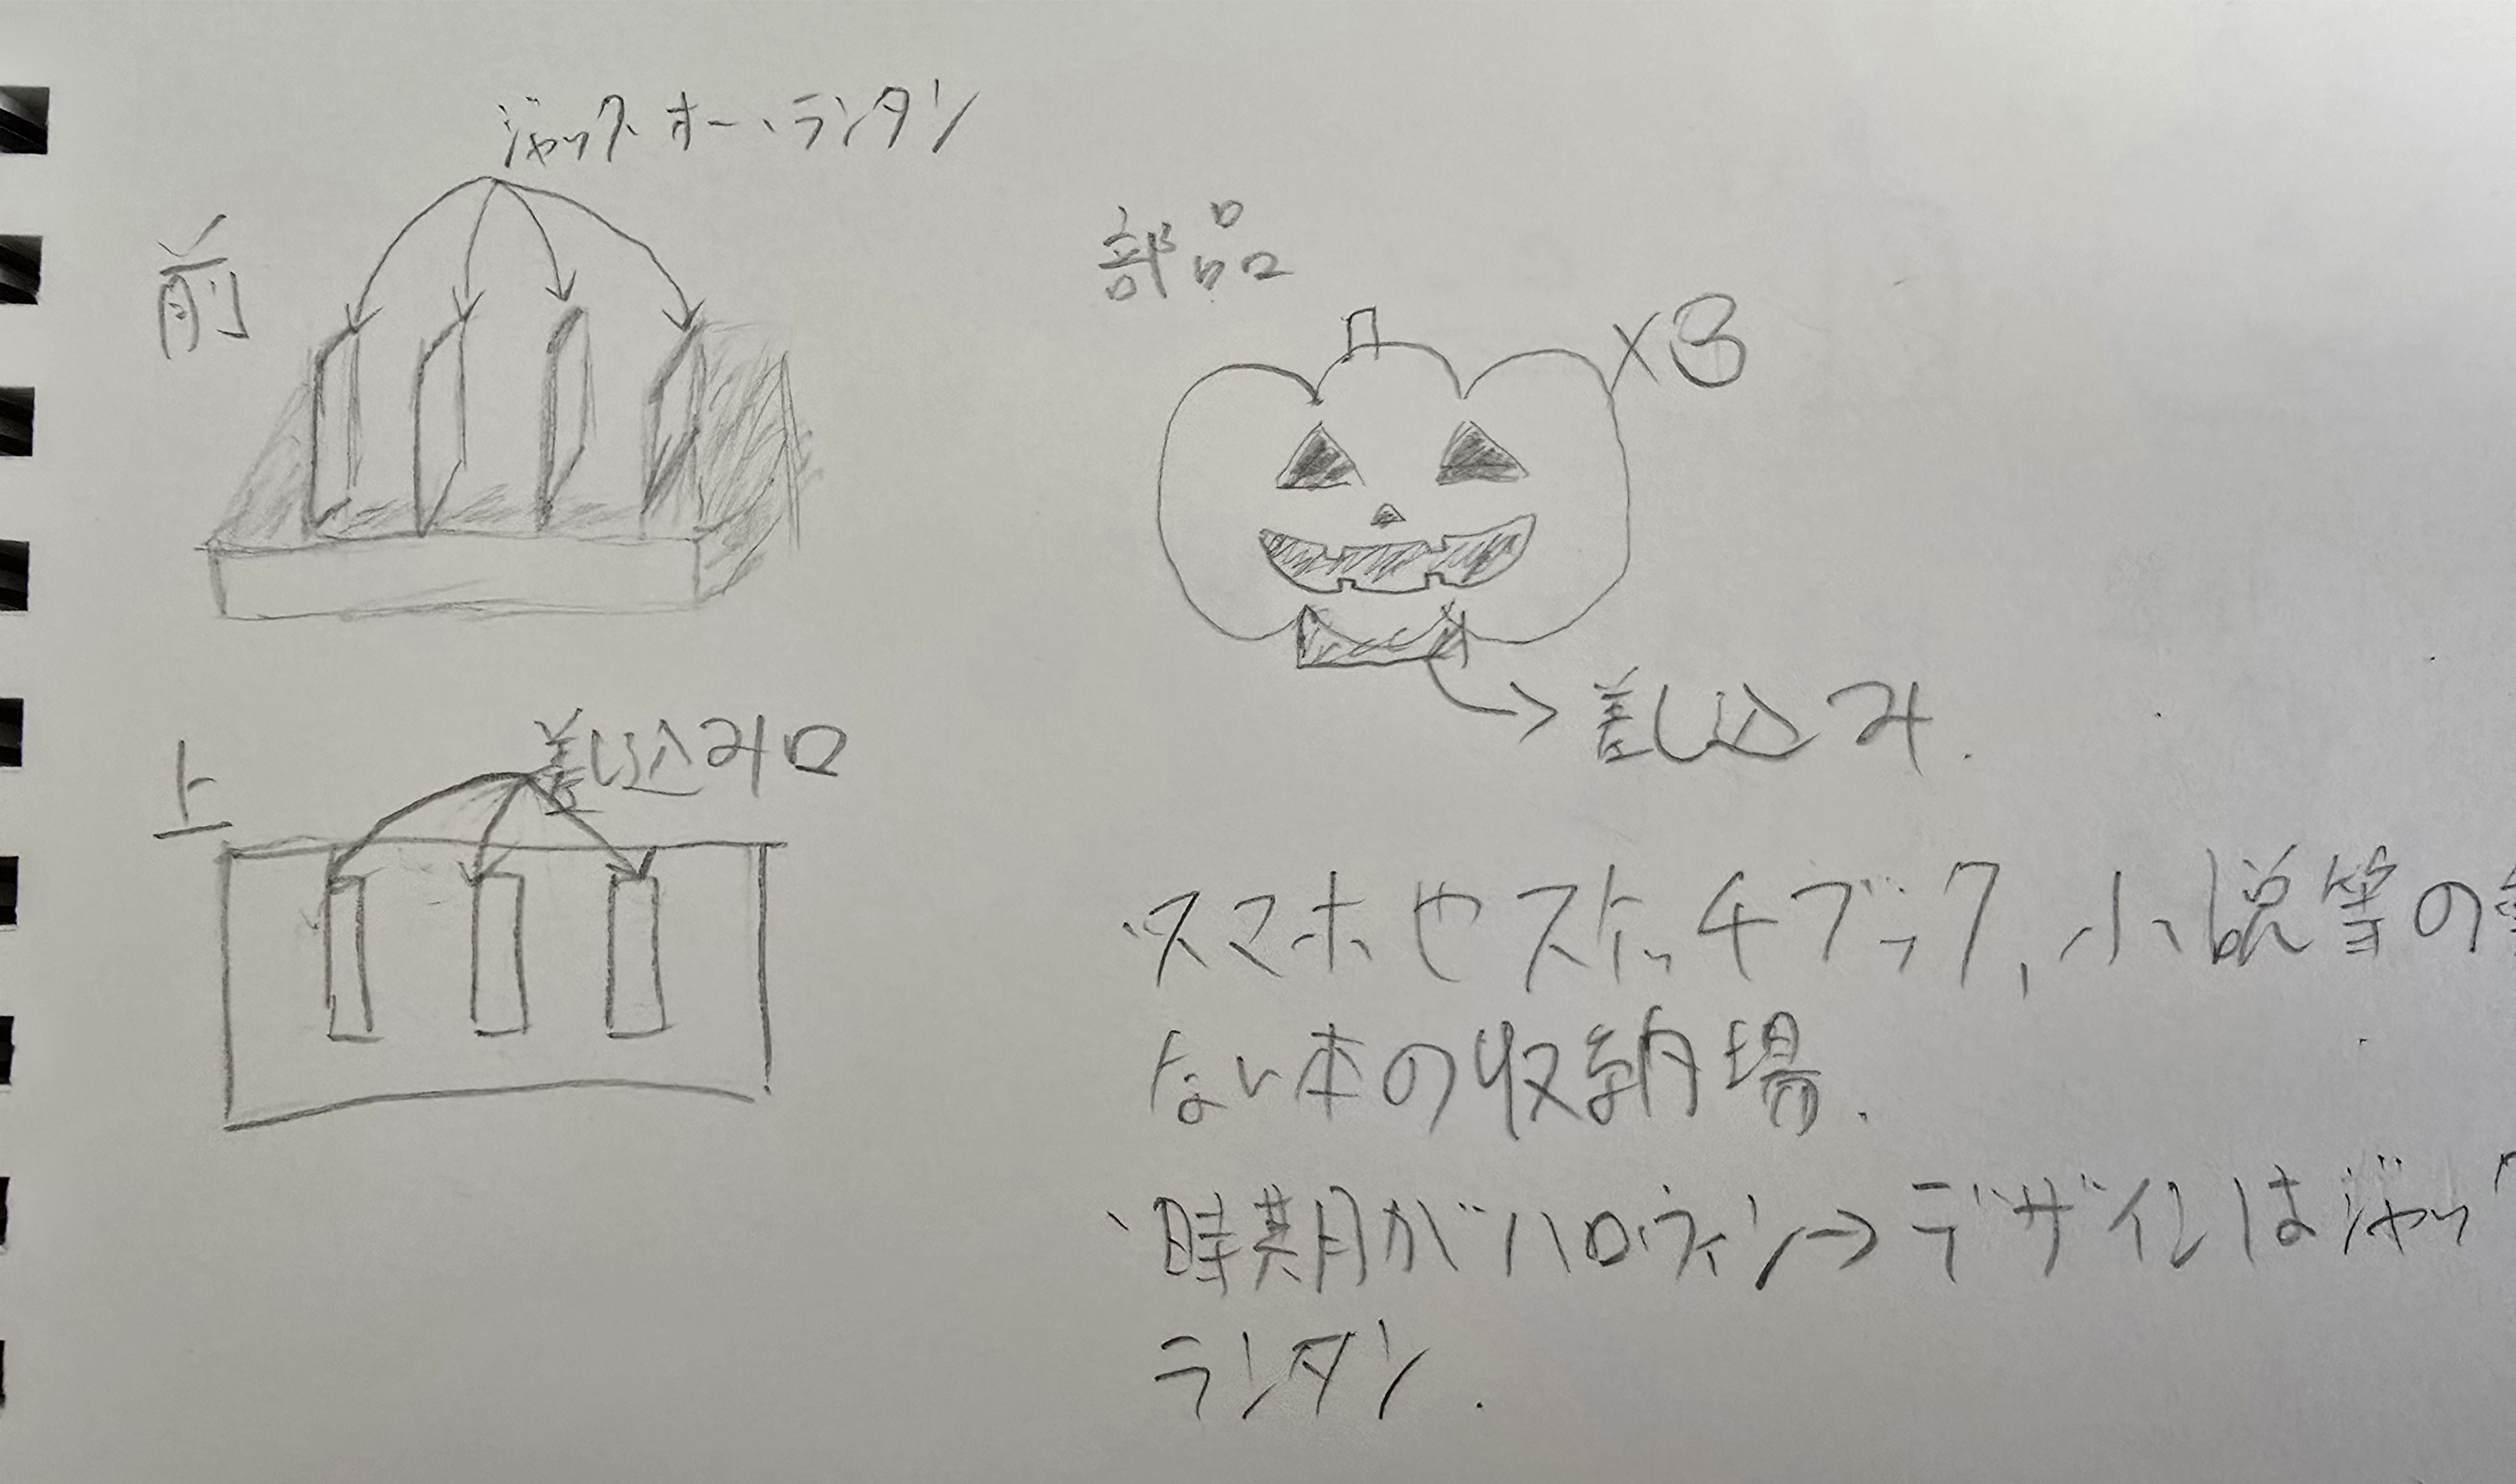 ジャックオー・ランタン
前
部品
×3
差し込み口
上
差し込み.
・スマホやスケッチブック、小説等の
ない本の収納場.
・時期がハロウィン→デザインはジャッ
ランタン.